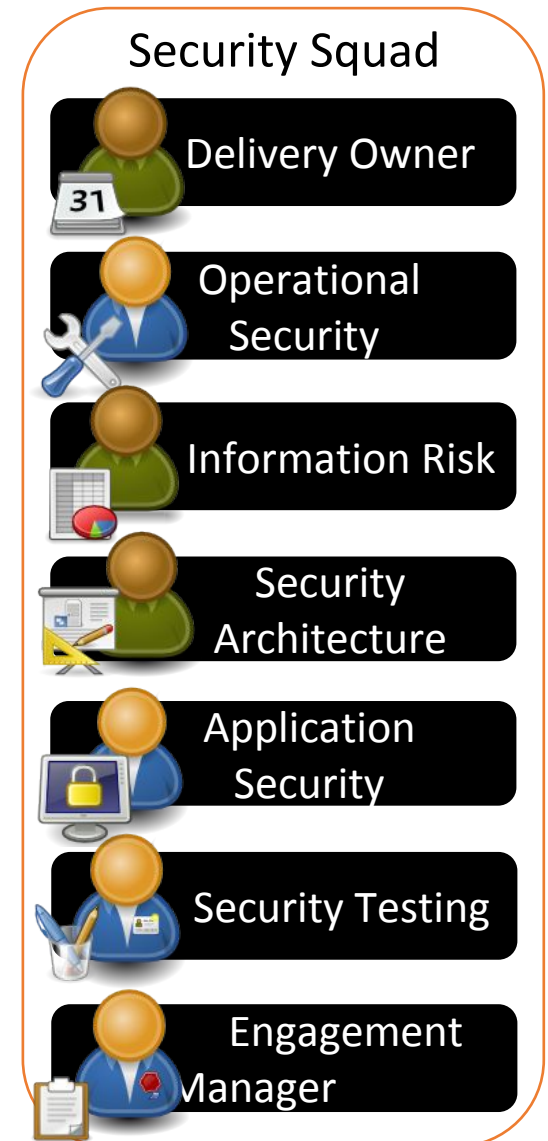 Security Squad
Delivery Owner
31
Operational
Security
Information Risk
Security
Architecture
Application
Security
Security Testing
Engagement
Manager